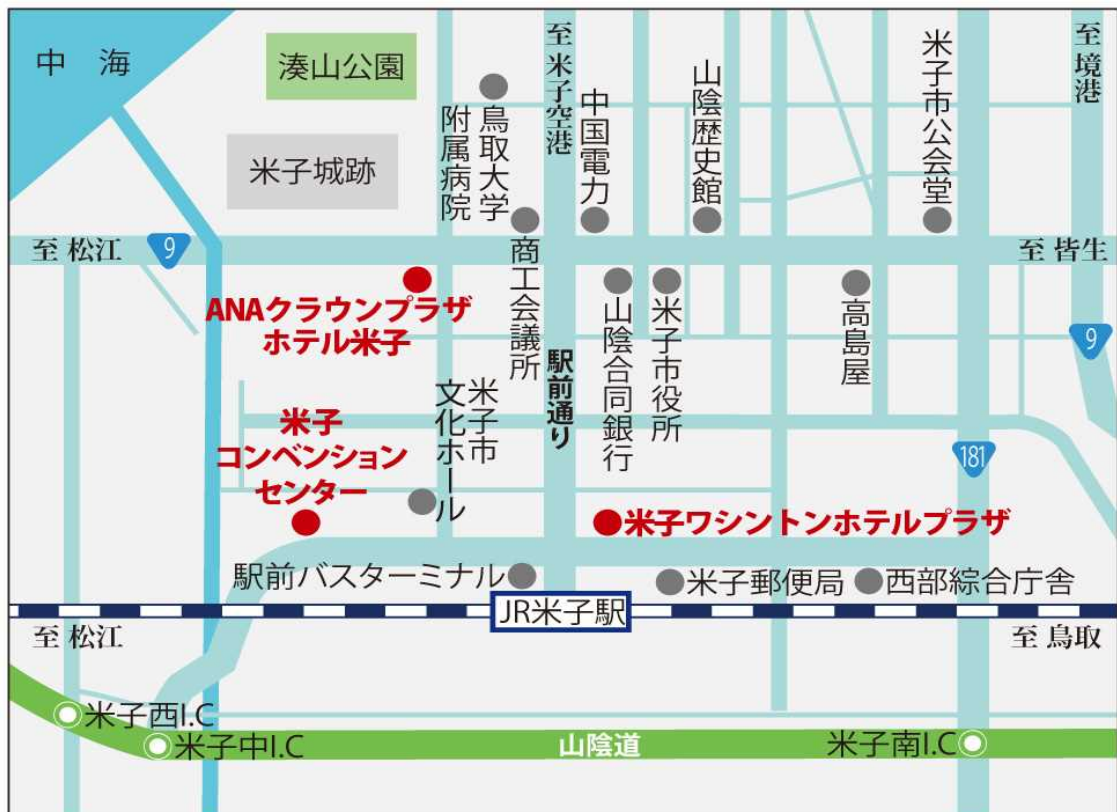 中 海
湊山公園
米子城跡
鳥取大学
附属病院
至 米子空港
中国電力
山陰歴史館
米子市公会堂
至 境港
至 松江
9
商工会議所
至 皆生
ANAクラウンプラザ
ホテル米子
駅前通り
山陰合同銀行
米子市役所
高島屋
9
米子市
文化ホール
米子
コンベンション
センター
181
米子ワシントンホテルプラザ
駅前バスターミナル
米子郵便局
西部綜合庁舎
JR米子駅
至 松江
至 鳥取
米子西I.C
米子中I.C
山陰道
米子南I.C